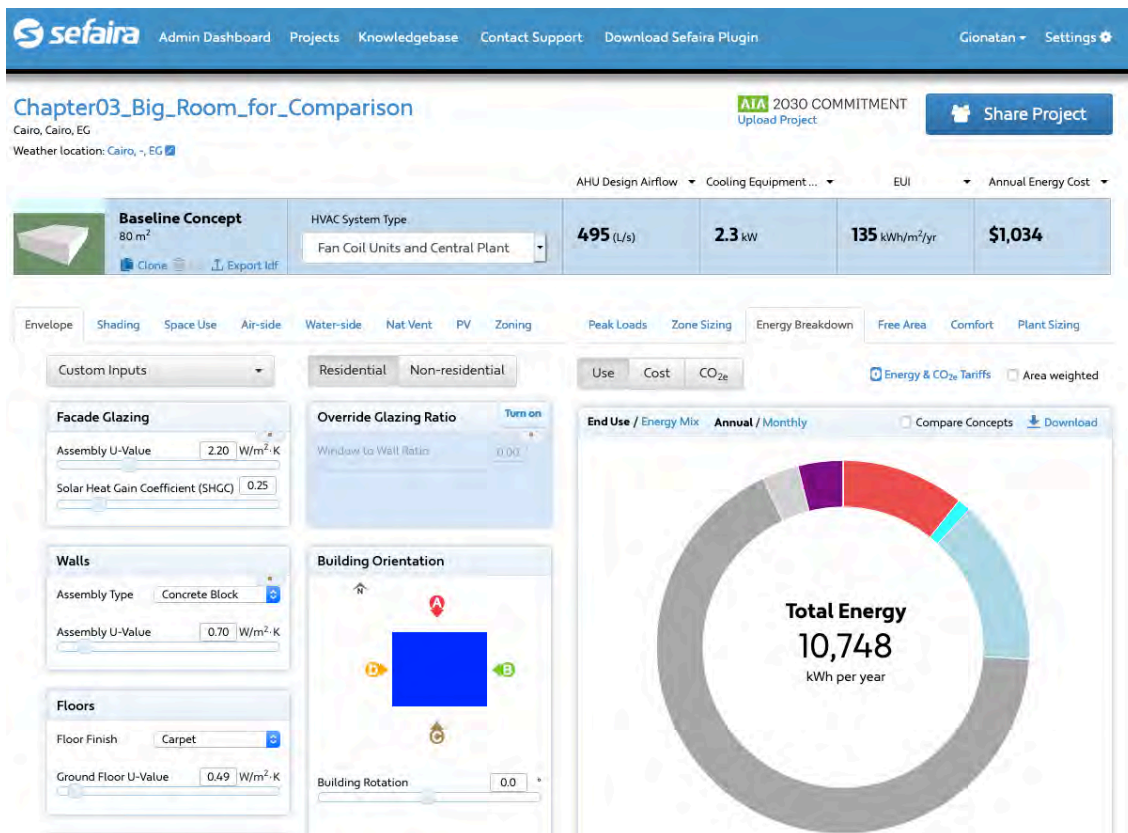 sefaira Admin Dashboard Projects Knowledgebase Contact Support Download Sefaira Plugin Gionatan Settings
Chapter03_Big_Room_for_Comparison
Cairo, Cairo, EG
Weather location: Cairo, -, EG
AIA 2030 COMMITMENT
Upload Project
Share Project
AHU Design Airflow Cooling Equipment ... EUI Annual Energy Cost
Baseline Concept
80 m²
Clone Export Idf
HVAC System Type
Fan Coil Units and Central Plant
495 (L/s) 2.3 kW 135 kWh/m²/yr $1,034
Envelope Shading Space Use Air-side Water-side Nat Vent PV Zoning
Peak Loads Zone Sizing Energy Breakdown Free Area Comfort Plant Sizing
Custom Inputs
Residential Non-residential
Use Cost CO₂e
Energy & CO₂e Tariffs Area weighted
Facade Glazing
Assembly U-Value 2.20 W/m²·K
Solar Heat Gain Coefficient (SHGC) 0.25
Override Glazing Ratio Turn on
Window to Wall Ratio 0.00
End Use / Energy Mix Annual / Monthly Compare Concepts Download
Walls
Assembly Type Concrete Block
Assembly U-Value 0.70 W/m²·K
Building Orientation
N
A
D
B
C
Building Rotation 0.0 °
Floors
Floor Finish Carpet
Ground Floor U-Value 0.49 W/m²·K
Total Energy
10,748
kWh per year